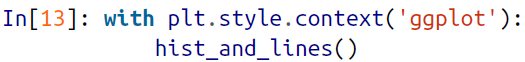 In[13]: with plt.style.context('ggplot'):
hist_and_lines()